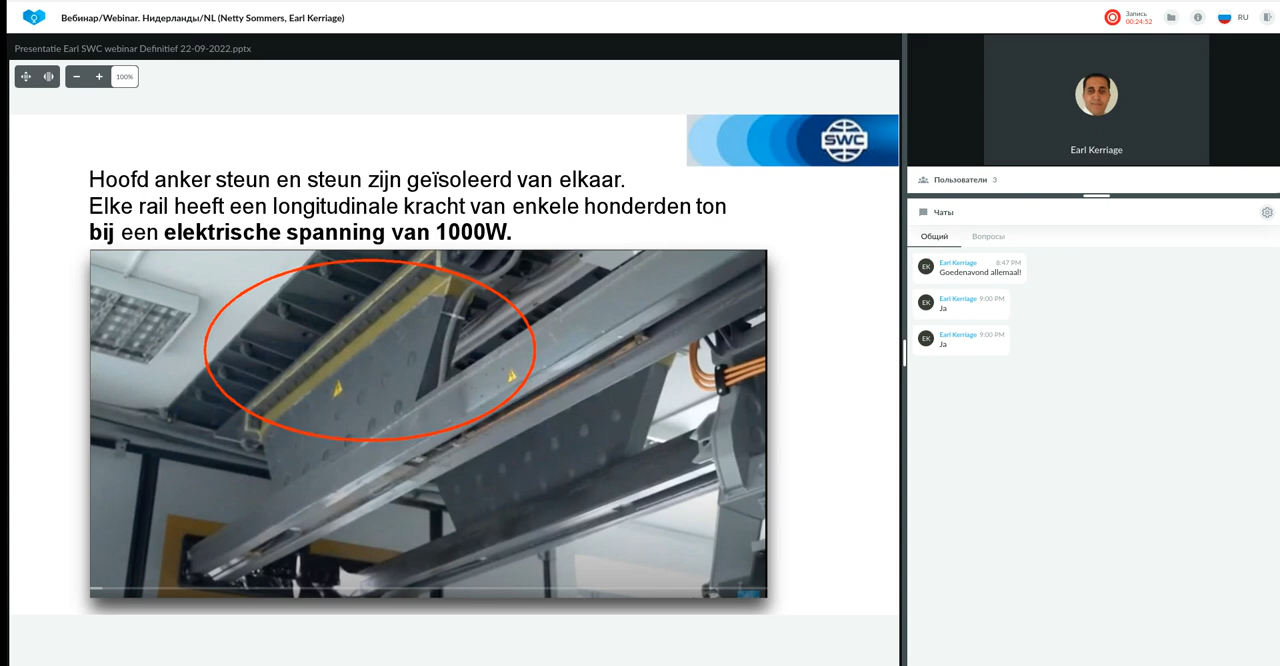 Вебинар/Webinar. Нидерланды/NL (Netty Sommers, Earl Kerriage)
Запись
00:24:52
RU
Presentatie Earl SWC webinar Definitief 22-09-2022.pptx
100%
SWC
Hoofd anker steun en steun zijn geïsoleerd van elkaar.
Elke rail heeft een longitudinale kracht van enkele honderden ton
bij een elektrische spanning van 1000W.
Earl Kerriage
Пользователи 3
Чаты
Общий Вопросы
EK Earl Kerriage 8:47 PM
Goedenavond allemaal!
EK Earl Kerriage 9:00 PM
Ja
EK Earl Kerriage 9:00 PM
Ja